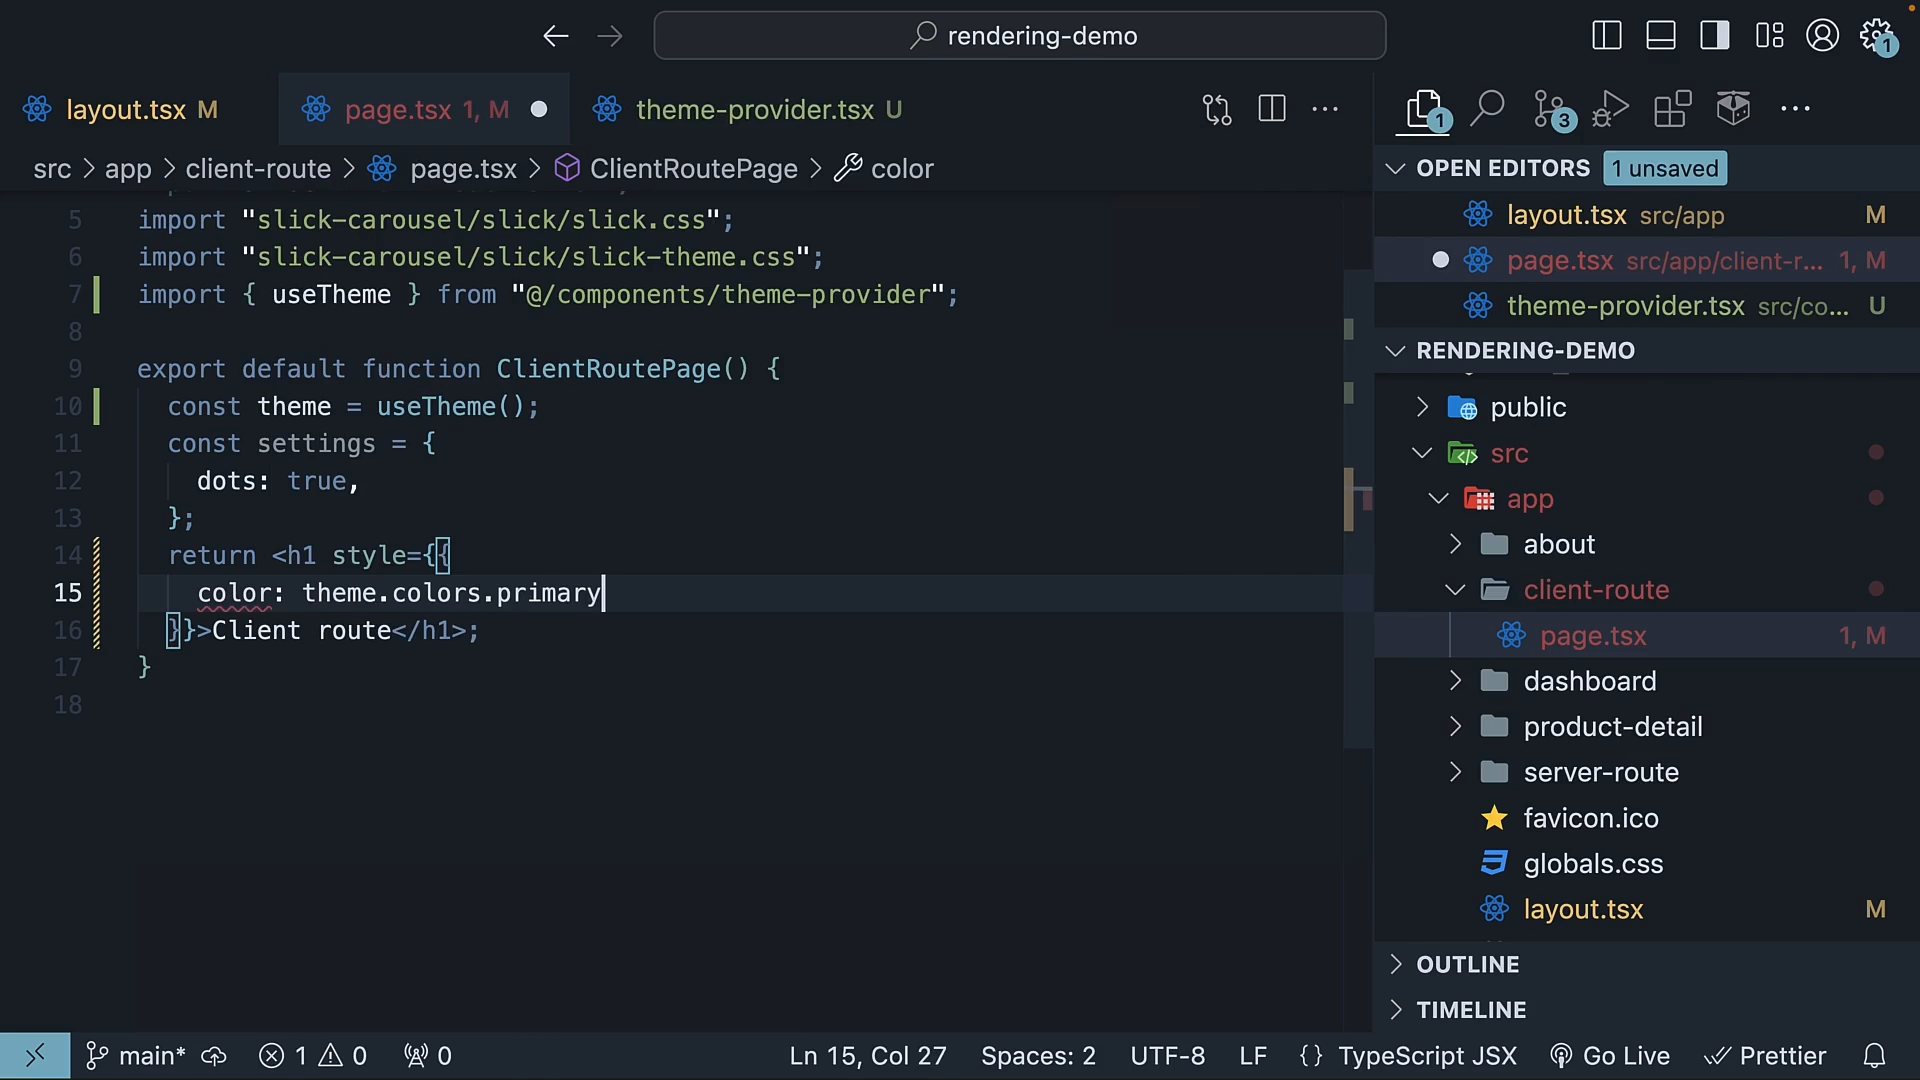 rendering-demo
1
layout.tsx M
page.tsx 1, M
theme-provider.tsx U
1
3
src > app > client-route > page.tsx > ClientRoutePage > color
OPEN EDITORS 1 unsaved
layout.tsx src/app M
page.tsx src/app/client-r... 1, M
theme-provider.tsx src/co... U
RENDERING-DEMO
public
src
app
about
client-route
page.tsx 1, M
dashboard
product-detail
server-route
favicon.ico
globals.css
layout.tsx M
OUTLINE
TIMELINE
5 import "slick-carousel/slick/slick.css";
6 import "slick-carousel/slick/slick-theme.css";
7 import { useTheme } from "@/components/theme-provider";
8
9 export default function ClientRoutePage() {
10 const theme = useTheme();
11 const settings = {
12 dots: true,
13 };
14 return <h1 style={{
15 color: theme.colors.primary
16 }}>Client route</h1>;
17 }
18
main* 1 0 0 Ln 15, Col 27 Spaces: 2 UTF-8 LF {} TypeScript JSX Go Live Prettier